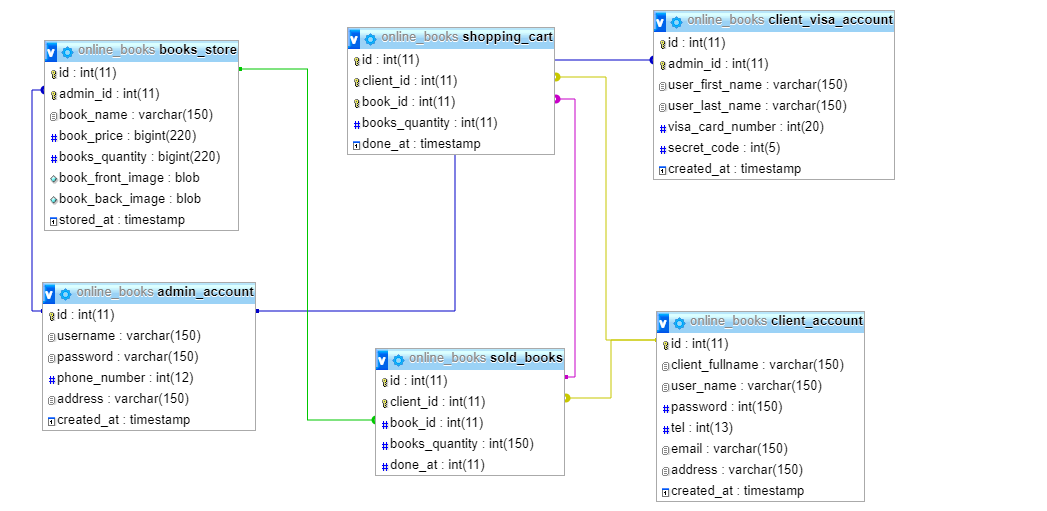 online_books books_store
id : int(11)
admin_id : int(11)
book_name : varchar(150)
book_price : bigint(220)
books_quantity : bigint(220)
book_front_image : blob
book_back_image : blob
stored_at : timestamp
online_books shopping_cart
id : int(11)
client_id : int(11)
book_id : int(11)
books_quantity : int(11)
done_at : timestamp
online_books client_visa_account
id : int(11)
admin_id : int(11)
user_first_name : varchar(150)
user_last_name : varchar(150)
visa_card_number : int(20)
secret_code : int(5)
created_at : timestamp
online_books admin_account
id : int(11)
username : varchar(150)
password : varchar(150)
phone_number : int(12)
address : varchar(150)
created_at : timestamp
online_books sold_books
id : int(11)
client_id : int(11)
book_id : int(11)
books_quantity : int(150)
done_at : int(11)
online_books client_account
id : int(11)
client_fullname : varchar(150)
user_name : varchar(150)
password : int(150)
tel : int(13)
email : varchar(150)
address : varchar(150)
created_at : timestamp